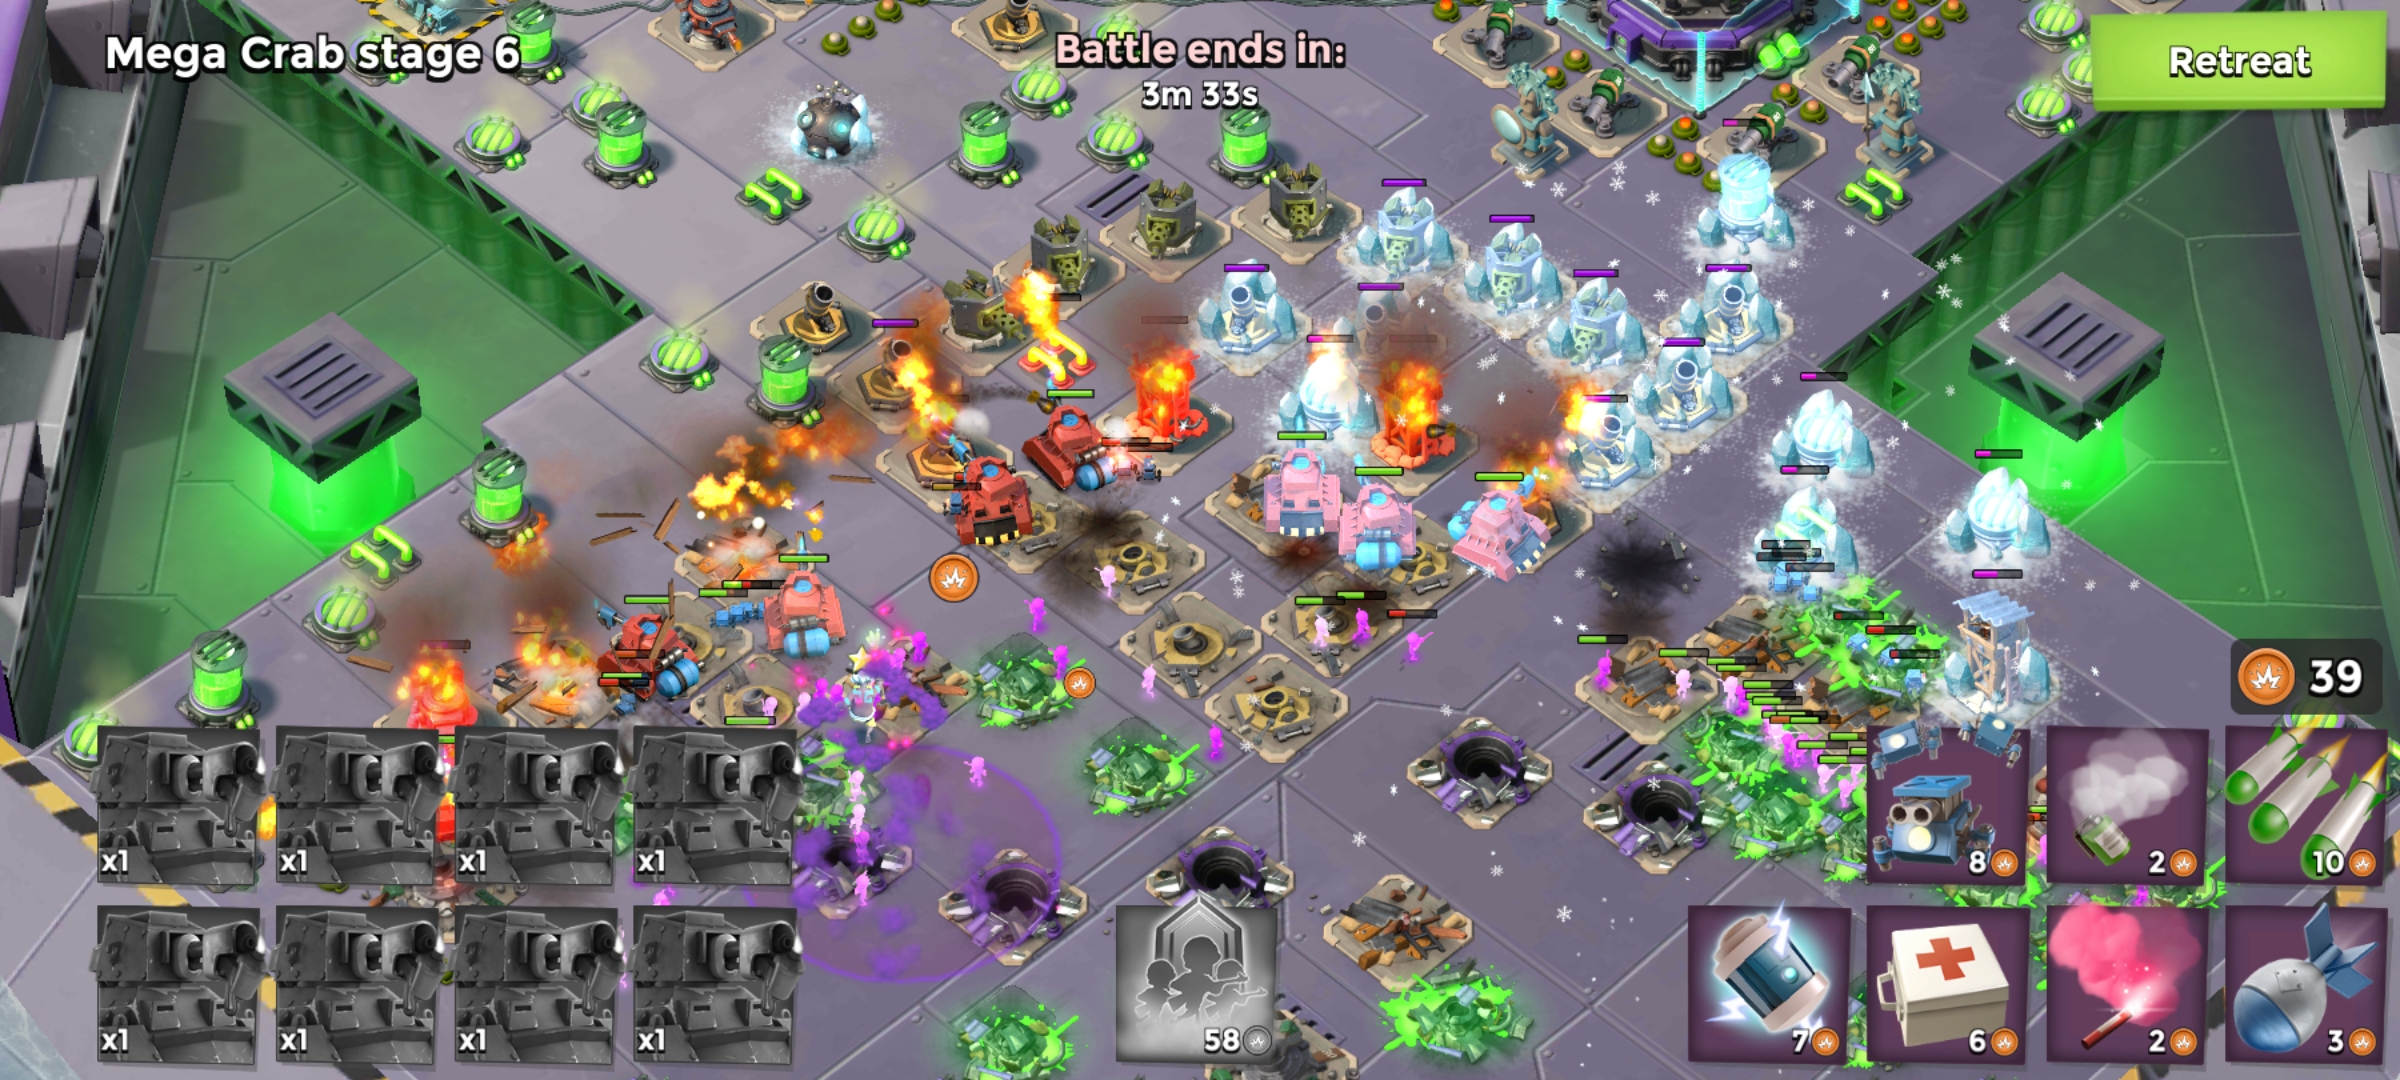 Mega Crab stage 6
Battle ends in:
3m 33s
Retreat
39
x1
x1
x1
x1
8
2
10
x1
x1
x1
x1
58
7
6
2
3